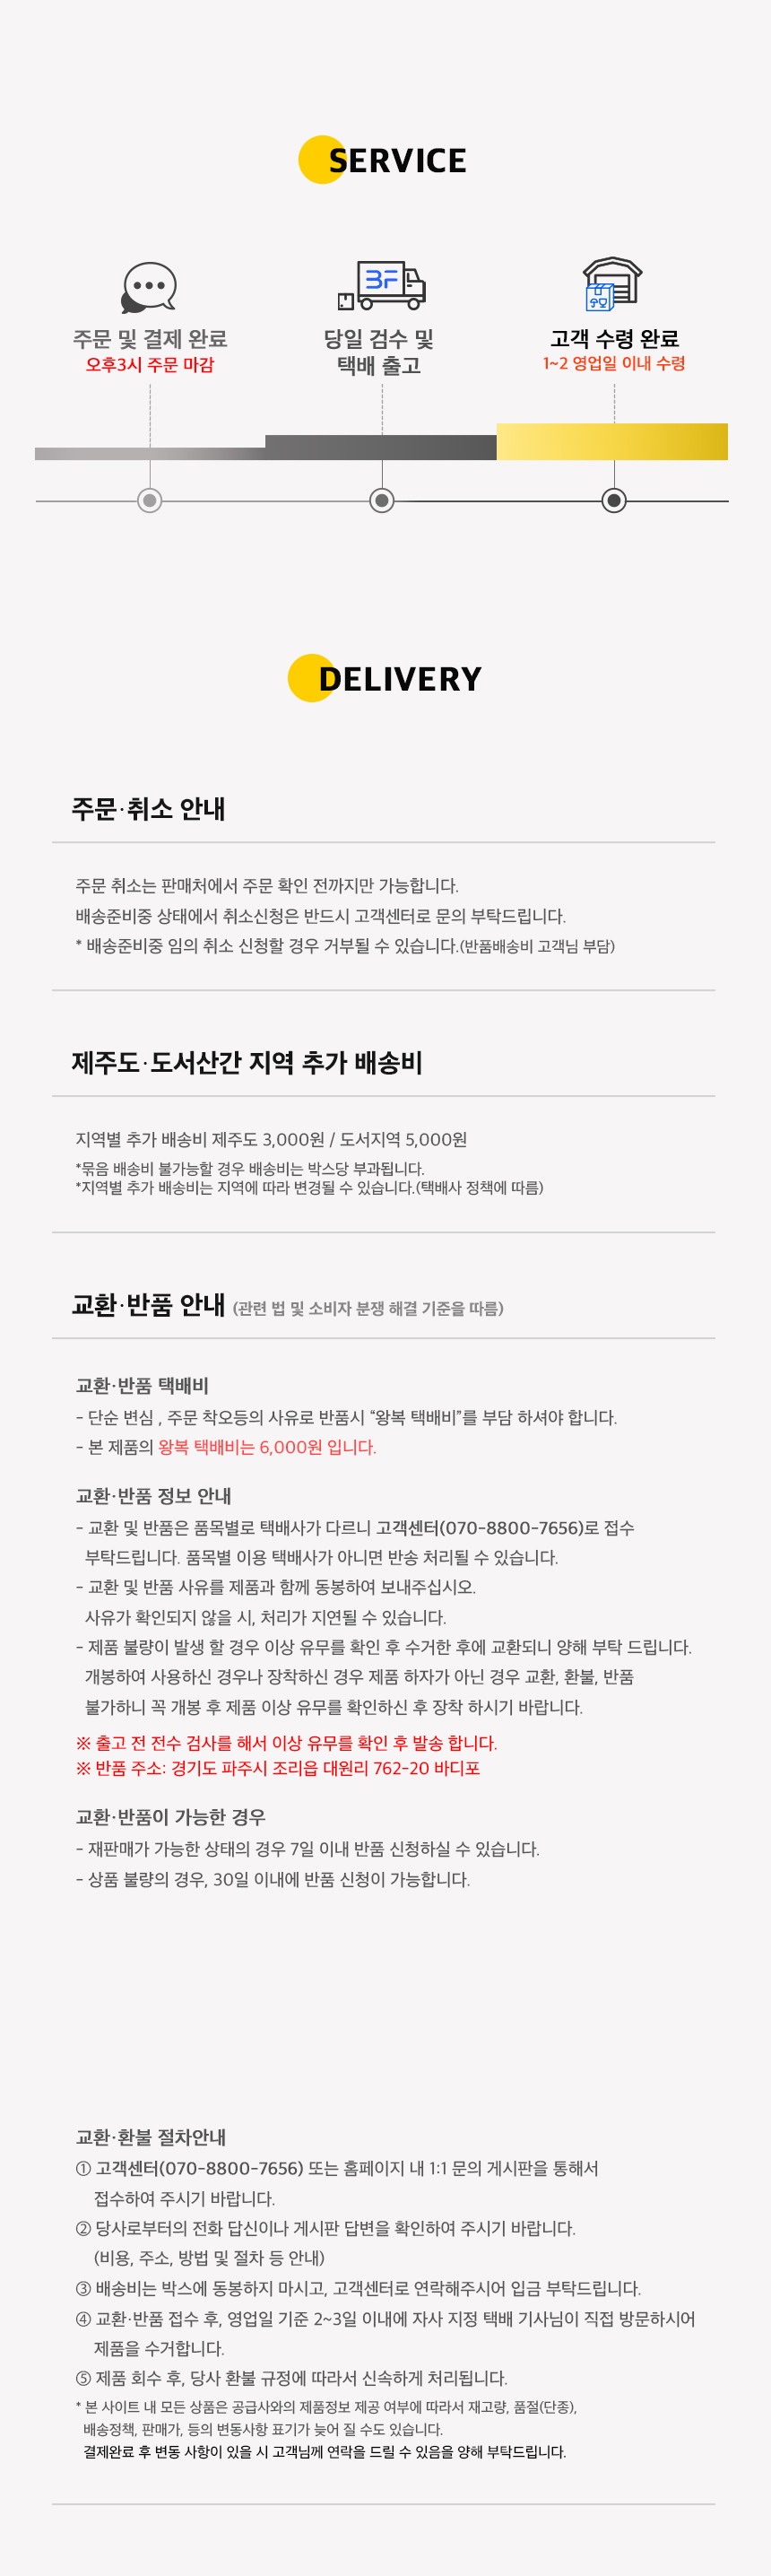 SERVICE
BF
주문 및 결제 완료
오후3시 주문 마감
당일 검수 및
택배 출고
고객 수령 완료
1~2 영업일 이내 수령
DELIVERY
주문·취소 안내
주문 취소는 판매처에서 주문 확인 전까지만 가능합니다.
배송준비중 상태에서 취소신청은 반드시 고객센터로 문의 부탁드립니다.
* 배송준비중 임의 취소 신청할 경우 거부될 수 있습니다.(반품배송비 고객님 부담)
제주도·도서산간 지역 추가 배송비
지역별 추가 배송비 제주도 3,000원 / 도서지역 5,000원
*묶음 배송비 불가능할 경우 배송비는 박스당 부과됩니다.
*지역별 추가 배송비는 지역에 따라 변경될 수 있습니다.(택배사 정책에 따름)
교환·반품 안내 (관련 법 및 소비자 분쟁 해결 기준을 따름)
교환·반품 택배비
- 단순 변심 , 주문 착오등의 사유로 반품시 “왕복 택배비”를 부담 하셔야 합니다.
- 본 제품의 왕복 택배비는 6,000원 입니다.
교환·반품 정보 안내
- 교환 및 반품은 품목별로 택배사가 다르니 고객센터(070-8800-7656)로 접수
부탁드립니다. 품목별 이용 택배사가 아니면 반송 처리될 수 있습니다.
- 교환 및 반품 사유를 제품과 함께 동봉하여 보내주십시오.
사유가 확인되지 않을 시, 처리가 지연될 수 있습니다.
- 제품 불량이 발생 할 경우 이상 유무를 확인 후 수거한 후에 교환되니 양해 부탁 드립니다.
개봉하여 사용하신 경우나 장착하신 경우 제품 하자가 아닌 경우 교환, 환불, 반품
불가하니 꼭 개봉 후 제품 이상 유무를 확인하신 후 장착 하시기 바랍니다.
※ 출고 전 전수 검사를 해서 이상 유무를 확인 후 발송 합니다.
※ 반품 주소: 경기도 파주시 조리읍 대원리 762-20 바디포
교환·반품이 가능한 경우
- 재판매가 가능한 상태의 경우 7일 이내 반품 신청하실 수 있습니다.
- 상품 불량의 경우, 30일 이내에 반품 신청이 가능합니다.
교환·환불 절차안내
① 고객센터(070-8800-7656) 또는 홈페이지 내 1:1 문의 게시판을 통해서
접수하여 주시기 바랍니다.
② 당사로부터의 전화 답신이나 게시판 답변을 확인하여 주시기 바랍니다.
(비용, 주소, 방법 및 절차 등 안내)
③ 배송비는 박스에 동봉하지 마시고, 고객센터로 연락해주시어 입금 부탁드립니다.
④ 교환·반품 접수 후, 영업일 기준 2~3일 이내에 자사 지정 택배 기사님이 직접 방문하시어
제품을 수거합니다.
⑤ 제품 회수 후, 당사 환불 규정에 따라서 신속하게 처리됩니다.
* 본 사이트 내 모든 상품은 공급사와의 제품정보 제공 여부에 따라서 재고량, 품절(단종),
배송정책, 판매가, 등의 변동사항 표기가 늦어 질 수도 있습니다.
결제완료 후 변동 사항이 있을 시 고객님께 연락을 드릴 수 있음을 양해 부탁드립니다.